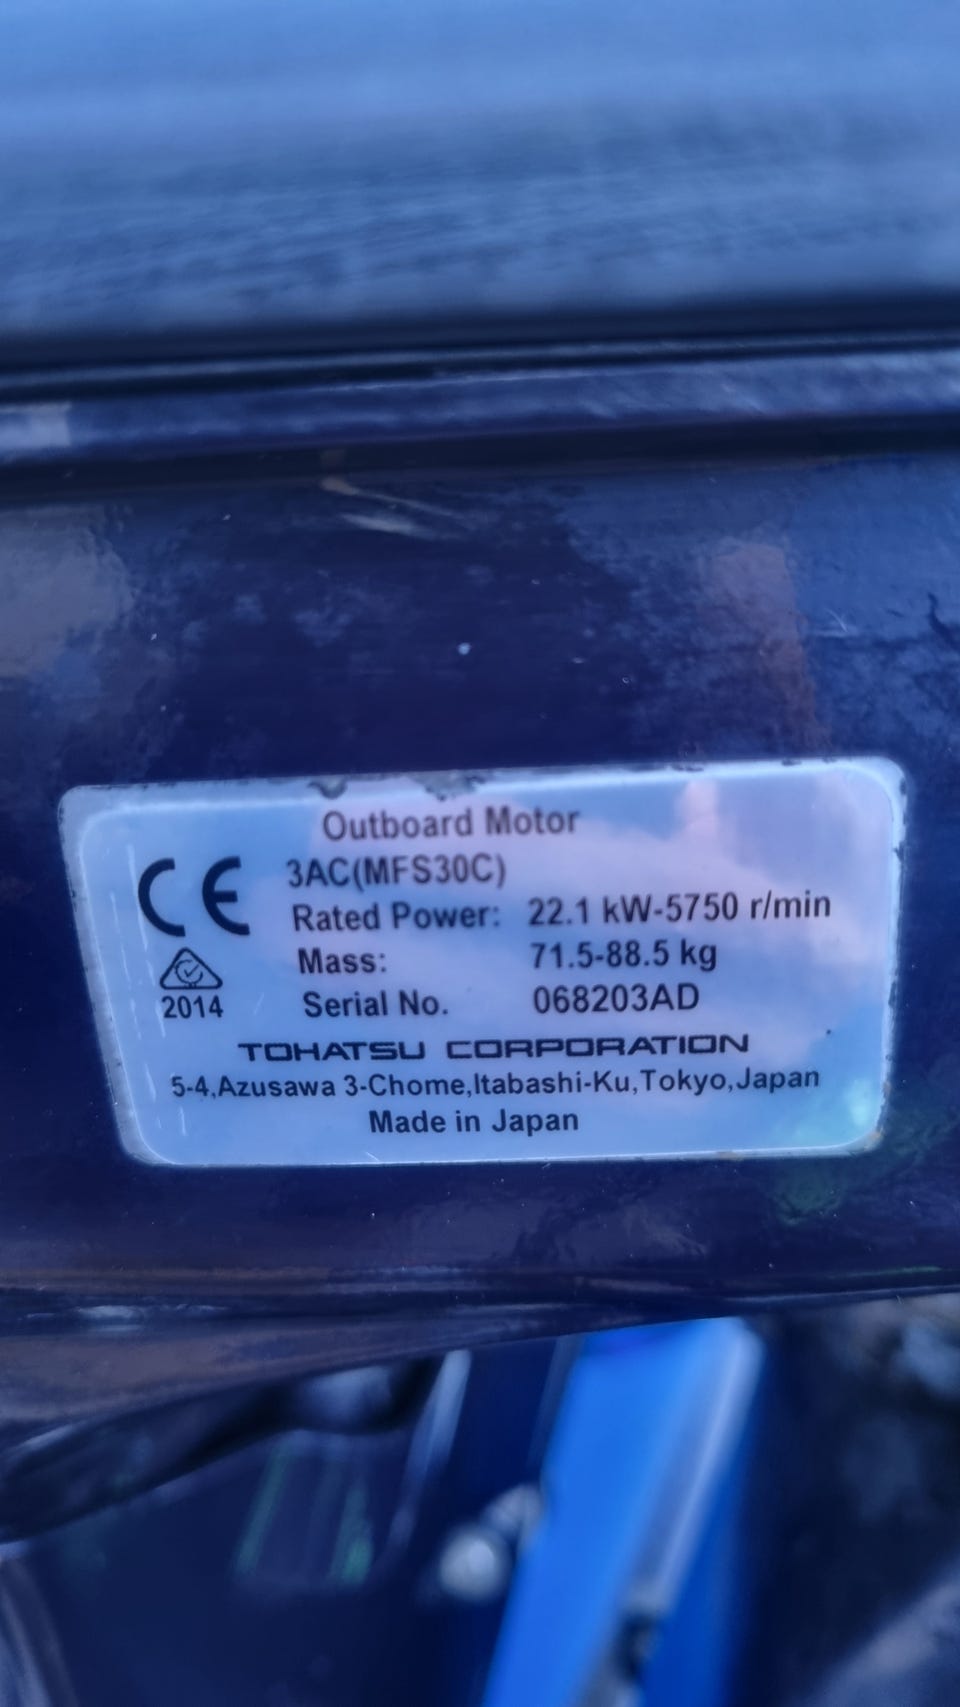 Outboard Motor
CE
3AC(MFS30C)
Rated Power: 22.1 kW-5750 r/min
Mass: 71.5-88.5 kg
2014
Serial No. 068203AD
TOHATSU CORPORATION
5-4,Azusawa 3-Chome,Itabashi-Ku,Tokyo,Japan
Made in Japan